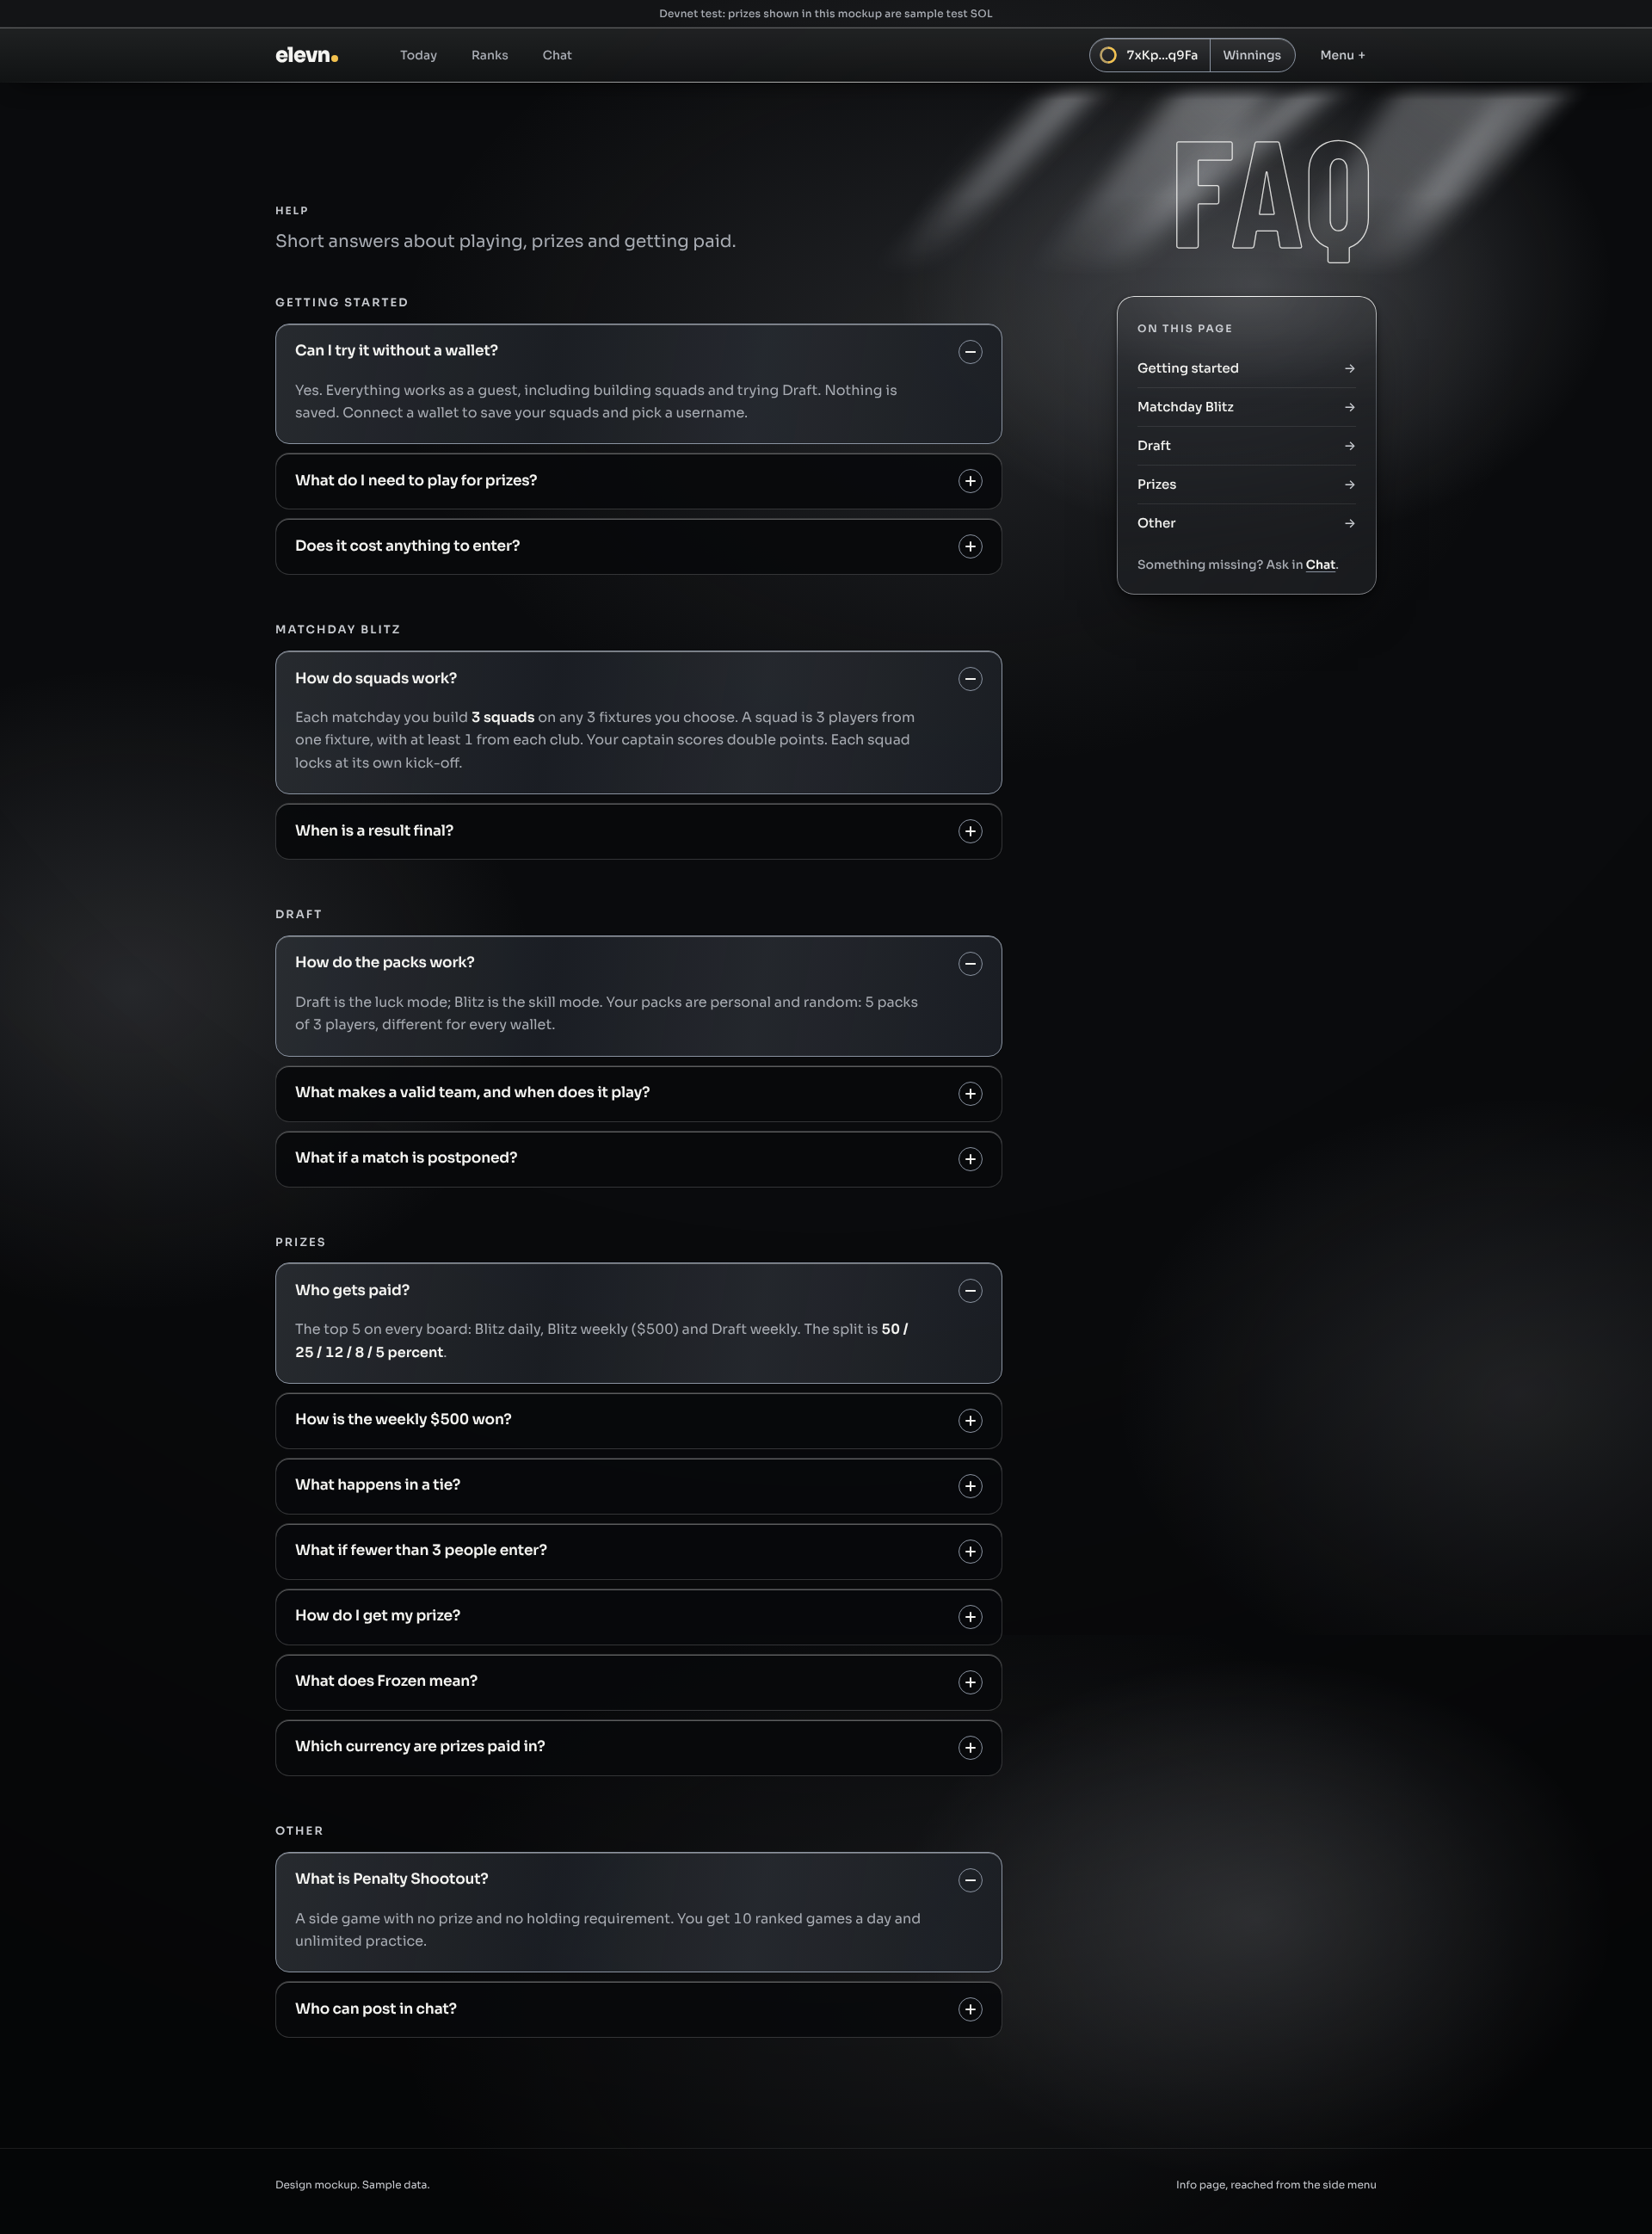 Devnet test: prizes shown in this mockup are sample test SOL
elevn.
Today
Ranks
Chat
7xKp...q9Fa
Winnings
Menu +
FAQ
HELP
Short answers about playing, prizes and getting paid.
GETTING STARTED
Can I try it without a wallet?
Yes. Everything works as a guest, including building squads and trying Draft. Nothing is
saved. Connect a wallet to save your squads and pick a username.
What do I need to play for prizes?
Does it cost anything to enter?
ON THIS PAGE
Getting started
Matchday Blitz
Draft
Prizes
Other
Something missing? Ask in Chat.
MATCHDAY BLITZ
How do squads work?
Each matchday you build 3 squads on any 3 fixtures you choose. A squad is 3 players from
one fixture, with at least 1 from each club. Your captain scores double points. Each squad
locks at its own kick-off.
When is a result final?
DRAFT
How do the packs work?
Draft is the luck mode; Blitz is the skill mode. Your packs are personal and random: 5 packs
of 3 players, different for every wallet.
What makes a valid team, and when does it play?
What if a match is postponed?
PRIZES
Who gets paid?
The top 5 on every board: Blitz daily, Blitz weekly ($500) and Draft weekly. The split is 50 /
25 / 12 / 8 / 5 percent.
How is the weekly $500 won?
What happens in a tie?
What if fewer than 3 people enter?
How do I get my prize?
What does Frozen mean?
Which currency are prizes paid in?
OTHER
What is Penalty Shootout?
A side game with no prize and no holding requirement. You get 10 ranked games a day and
unlimited practice.
Who can post in chat?
Design mockup. Sample data.
Info page, reached from the side menu